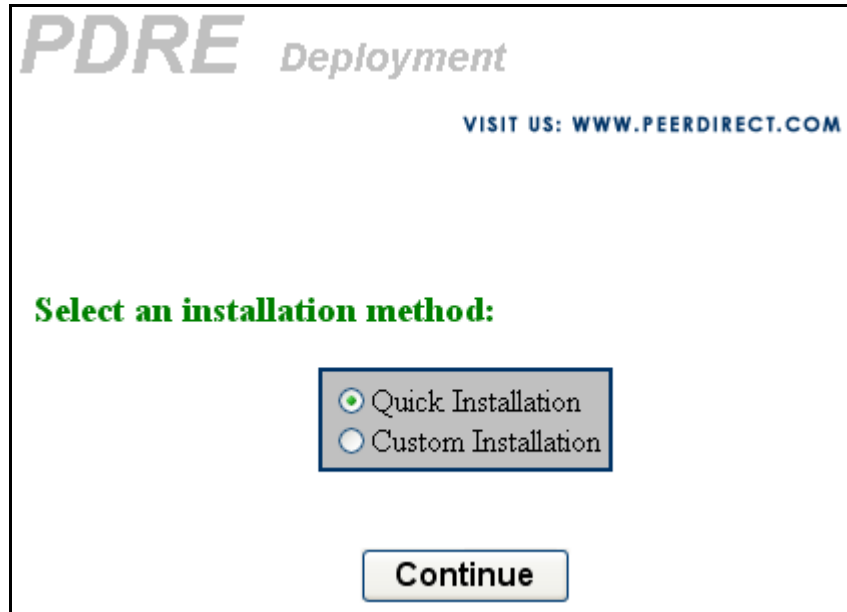 PDRE Deployment
VISIT US: WWW.PEERDIRECT.COM
Select an installation method:
Quick Installation
Custom Installation
Continue